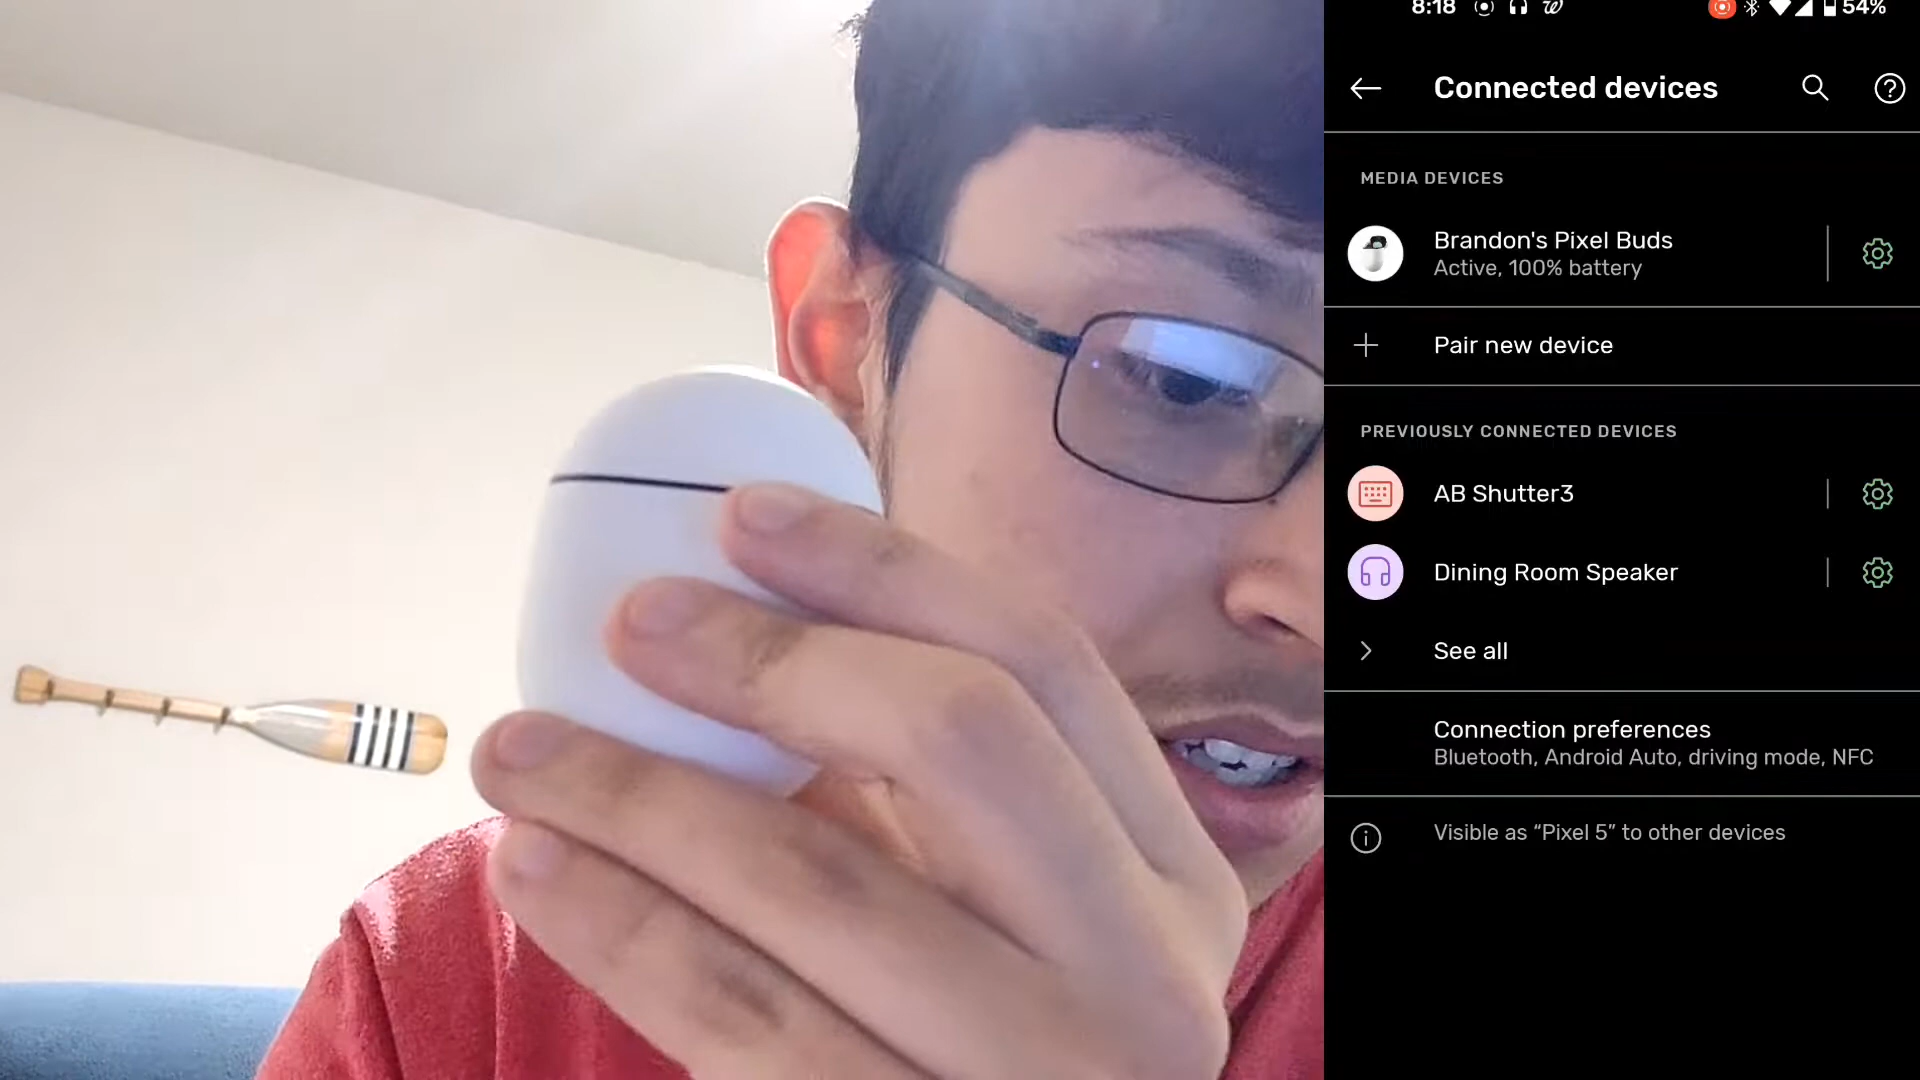 8:18
54%
Connected devices
MEDIA DEVICES
Brandon's Pixel Buds
Active, 100% battery
Pair new device
PREVIOUSLY CONNECTED DEVICES
AB Shutter3
Dining Room Speaker
See all
Connection preferences
Bluetooth, Android Auto, driving mode, NFC
Visible as “Pixel 5” to other devices